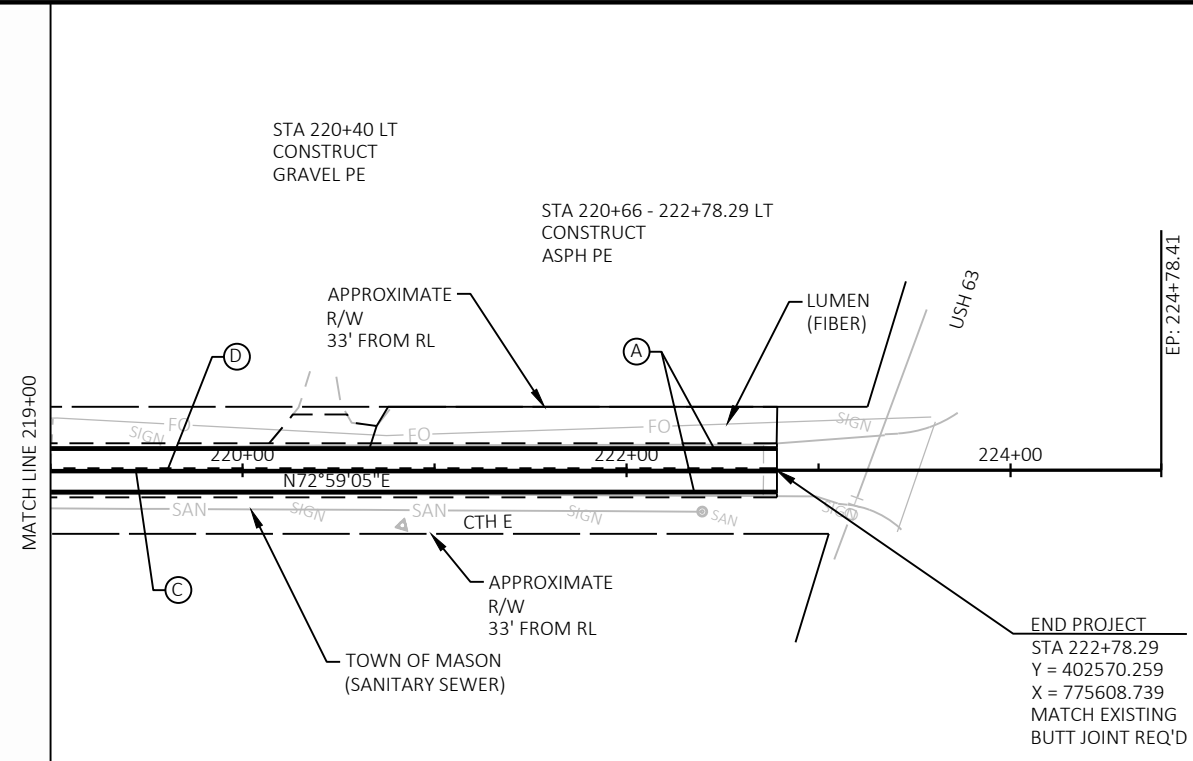 STA 220+40 LT
CONSTRUCT
GRAVEL PE
STA 220+66 - 222+78.29 LT
CONSTRUCT
ASPH PE
APPROXIMATE
R/W
33' FROM RL
LUMEN
(FIBER)
USH 63
EP: 224+78.41
D
A
MATCH LINE 219+00
FO
SIGN
FO
FO
SIGN
220+00
222+00
224+00
N72°59'05"E
SAN
SIGN
SAN
CTH E
SIGN
SAN
SIGN
C
APPROXIMATE
R/W
33' FROM RL
TOWN OF MASON
(SANITARY SEWER)
END PROJECT
STA 222+78.29
Y = 402570.259
X = 775608.739
MATCH EXISTING
BUTT JOINT REQ'D